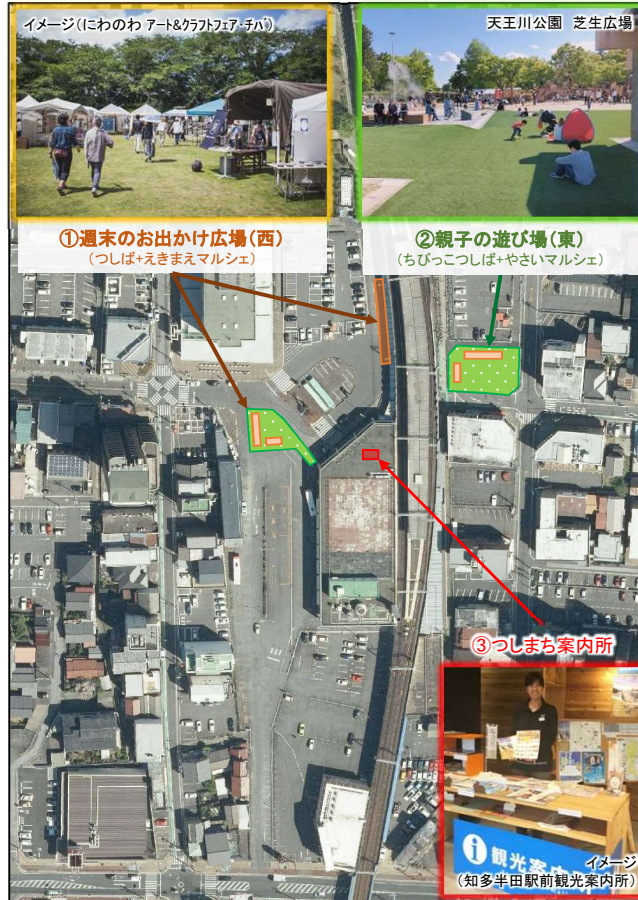 イメージ(にわのわ アート&クラフトフェア・チバ)
天王川公園 芝生広場
①週末のお出かけ広場(西)
(つしば+えきまえマルシェ)
②親子の遊び場(東)
(ちびっこつしば+やさいマルシェ)
③つしまち案内所
観光案内
イメージ
(知多半田駅前観光案内所)